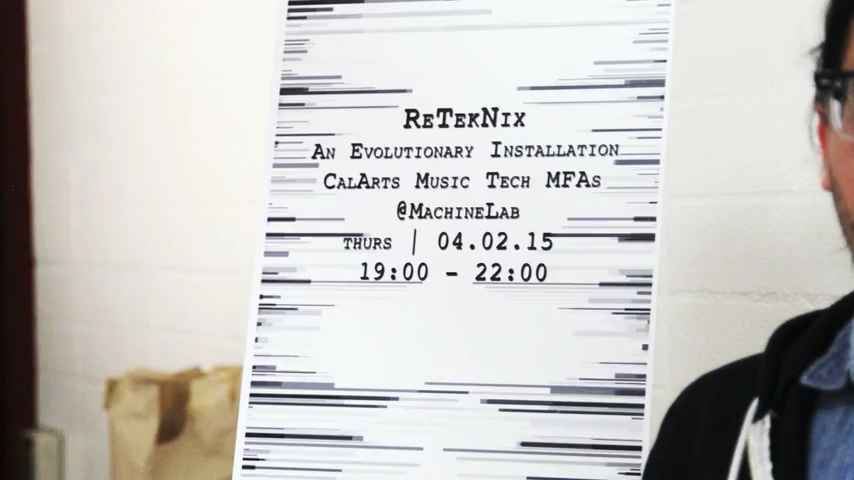 ReTekNix
An Evolutionary Installation
CalArts Music Tech MFAs
@MachineLab
thurs | 04.02.15
19:00 - 22:00